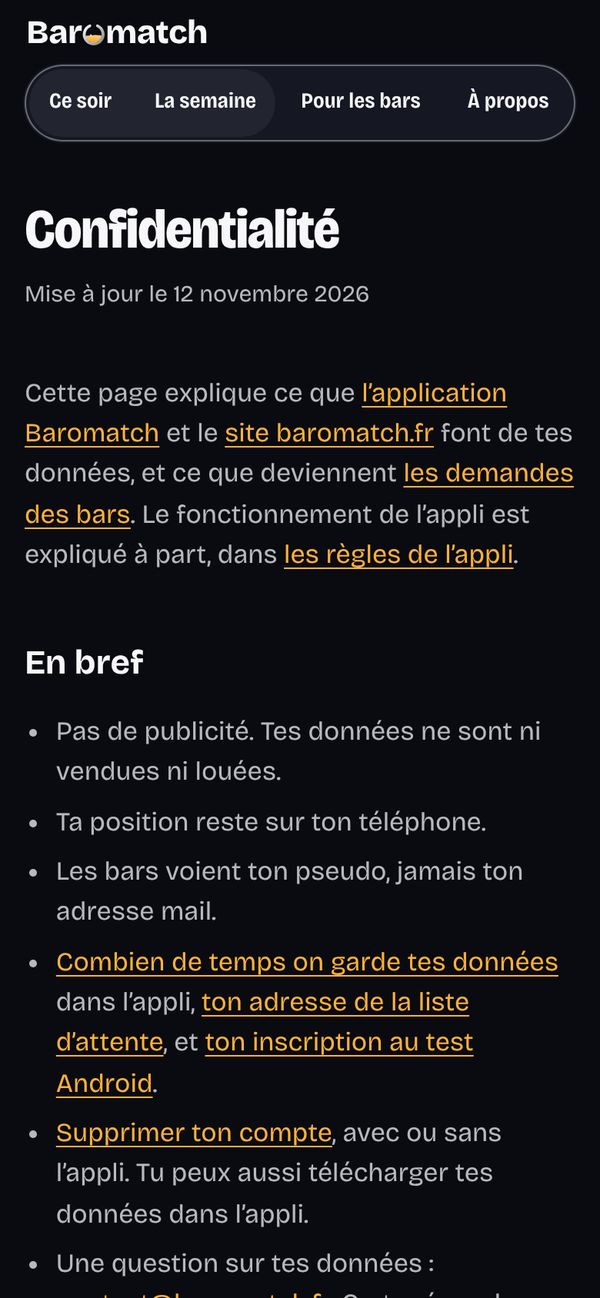 Baromatch
Ce soir La semaine Pour les bars À propos
Confidentialité
Mise à jour le 12 novembre 2026
Cette page explique ce que l’application
Baromatch et le site baromatch.fr font de tes
données, et ce que deviennent les demandes
des bars. Le fonctionnement de l’appli est
expliqué à part, dans les règles de l’appli.
En bref
• Pas de publicité. Tes données ne sont ni
vendues ni louées.
• Ta position reste sur ton téléphone.
• Les bars voient ton pseudo, jamais ton
adresse mail.
• Combien de temps on garde tes données
dans l’appli, ton adresse de la liste
d’attente, et ton inscription au test
Android.
• Supprimer ton compte, avec ou sans
l’appli. Tu peux aussi télécharger tes
données dans l’appli.
• Une question sur tes données :